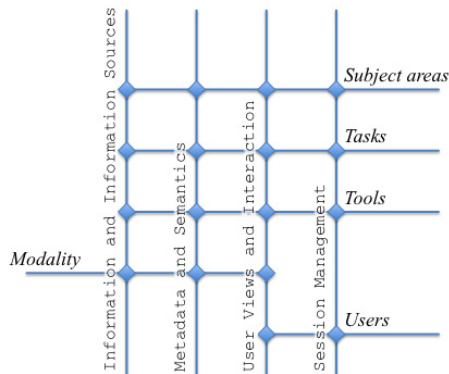 Subject areas
Tasks
Tools
Modality
Users
Information and Information Sources
Metadata and Semantics
User Views and Interaction
Session Management